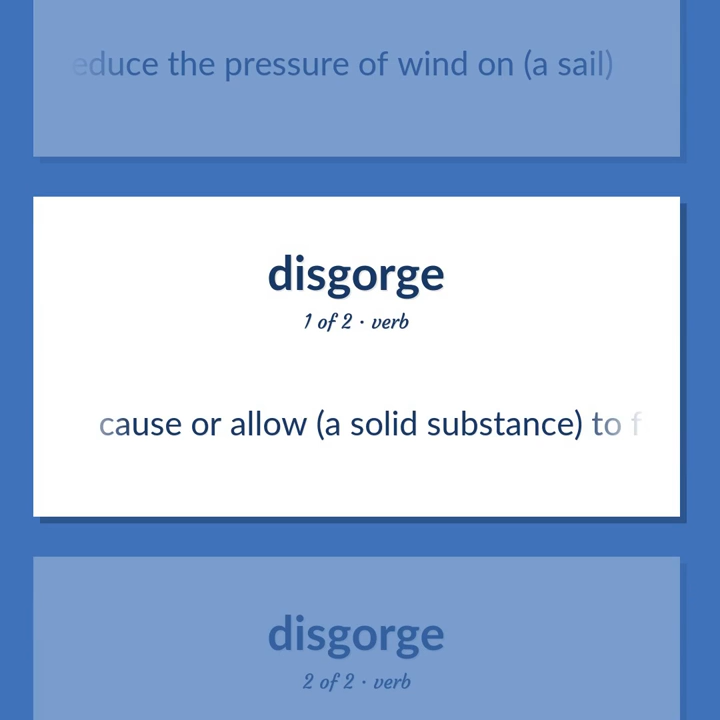 educe the pressure of wind on (a sail)
disgorge
1 of 2 · verb
cause or allow (a solid substance) to f
disgorge
2 of 2 · verb